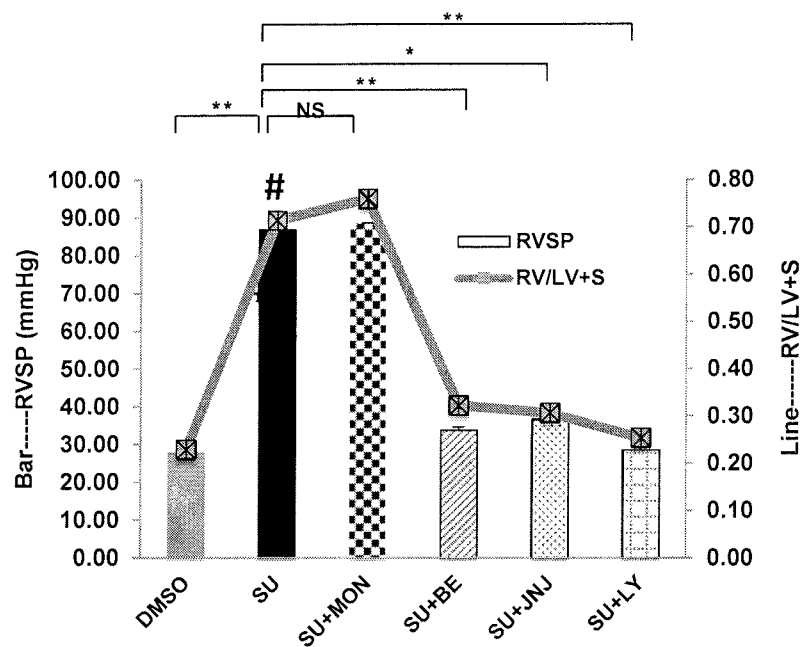 **
*
**
** NS
#
100.00 0.80
90.00 0.70
80.00 0.60
70.00 0.50
60.00 0.40
50.00 0.30
40.00 0.20
30.00 0.10
20.00 0.00
10.00
0.00
Bar----RVSP (mmHg)
Line------RV/LV+S
RVSP
RV/LV+S
DMSO
SU
SU+MON
SU+BE
SU+JNJ
SU+LY